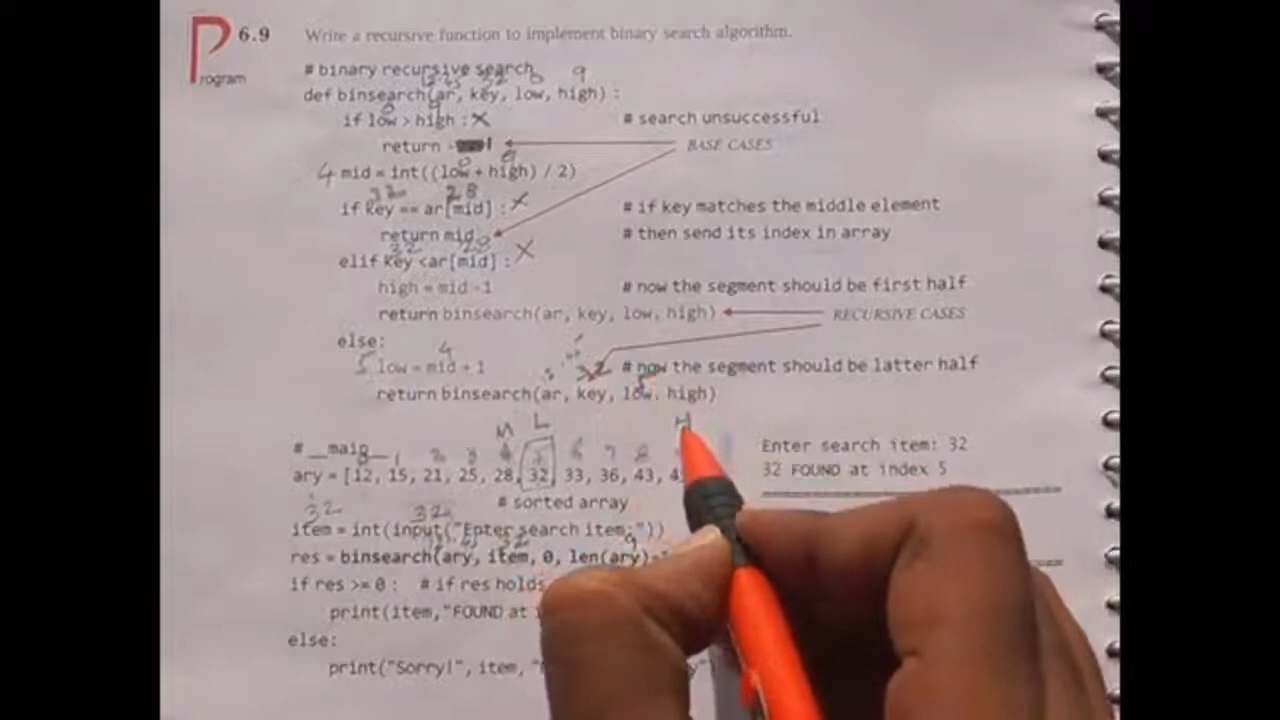 Program 6.9 Write a recursive function to implement binary search algorithm.
# binary recursive search
def binsearch(ar, key, low, high) :
if low > high : # search unsuccessful
return - 1 BASE CASES
4 mid = int((low + high) / 2)
if Key == ar[mid] : # if key matches the middle element
return mid # then send its index in array
elif Key <ar[mid] :
high = mid -1 # now the segment should be first half
return binsearch(ar, key, low, high) RECURSIVE CASES
else:
5 low = mid + 1 # now the segment should be latter half
return binsearch(ar, key, low, high)
M L H
# __main__
ary = [12, 15, 21, 25, 28, 32, 33, 36, 43, 4
# sorted array
32 32
item = int(input("Enter search item:"))
res = binsearch(ary, item, 0, len(ary)-
if res >= 0 : # if res holds
print(item,"FOUND at
else:
print("Sorry!", item, "
Enter search item: 32
32 FOUND at index 5